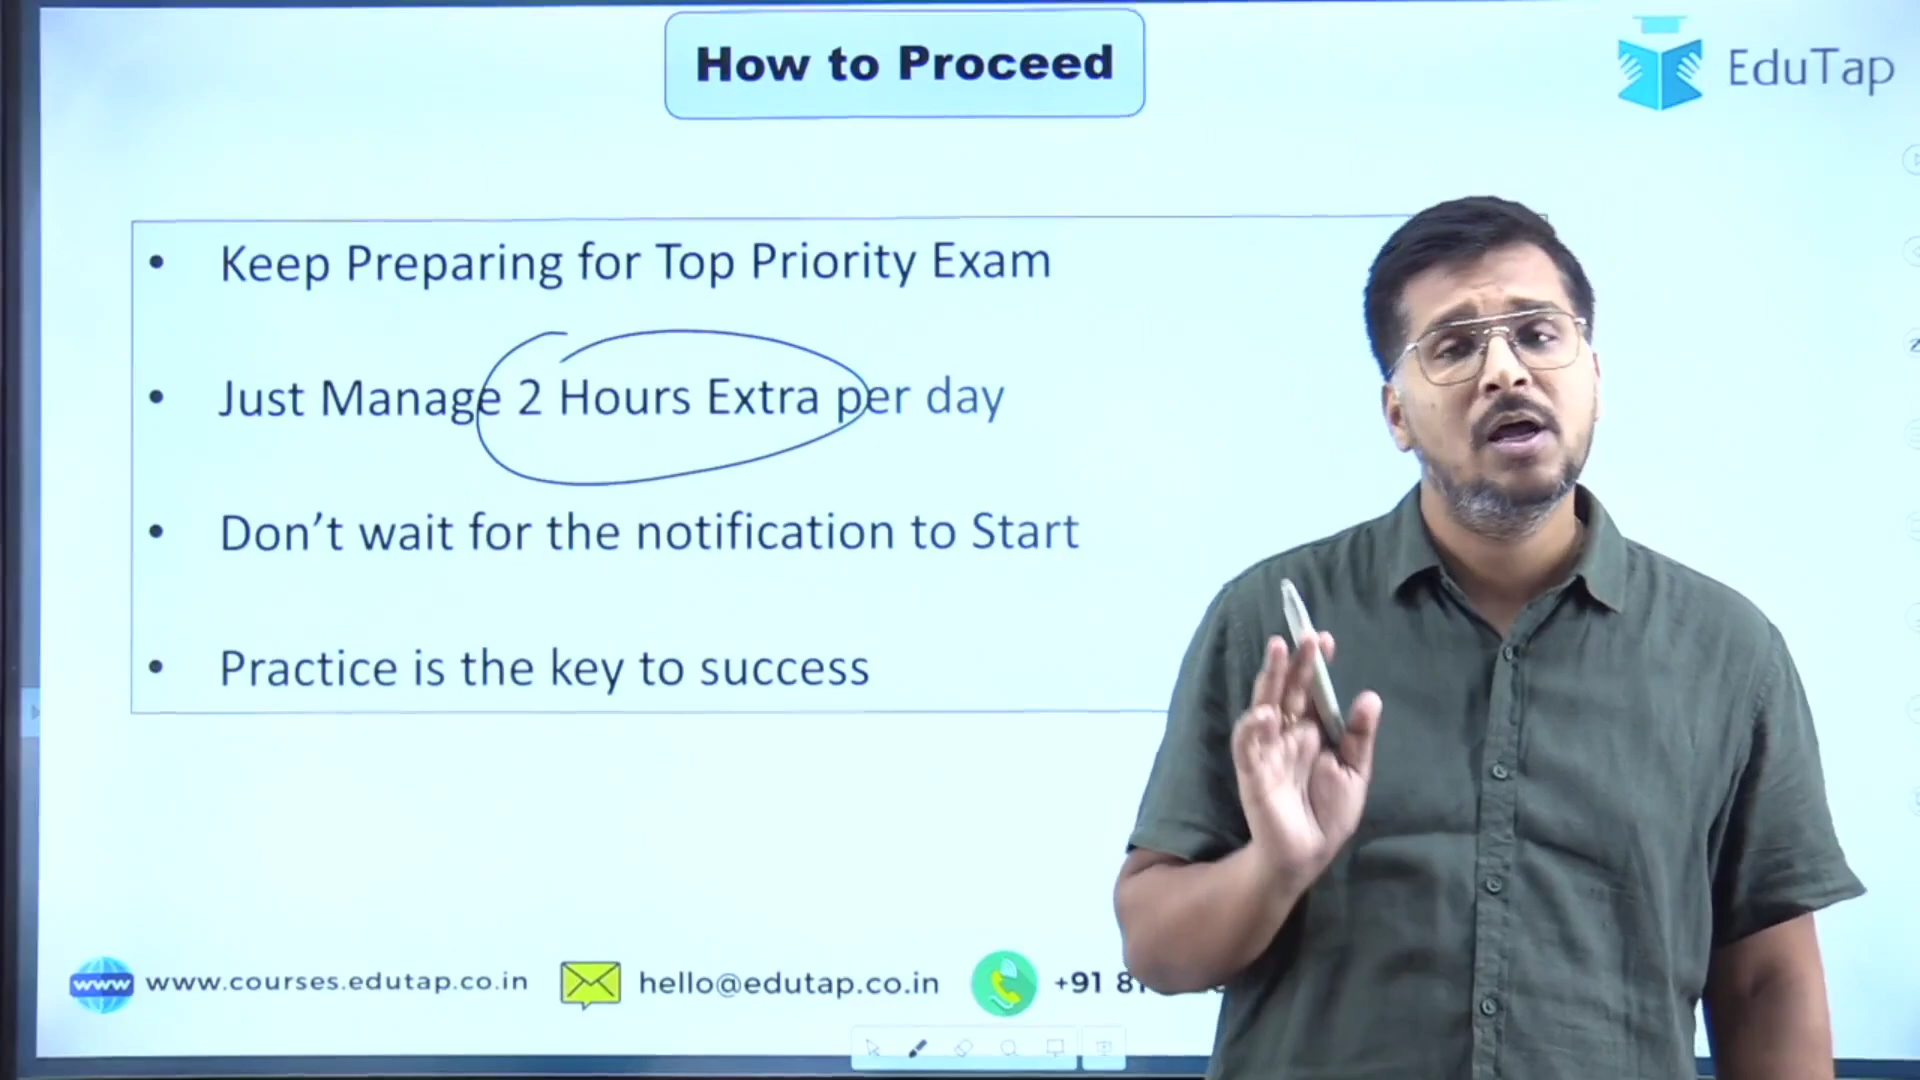 How to Proceed
EduTap
• Keep Preparing for Top Priority Exam
• Just Manage 2 Hours Extra per day
• Don’t wait for the notification to Start
• Practice is the key to success
www www.courses.edutap.co.in hello@edutap.co.in +91 81